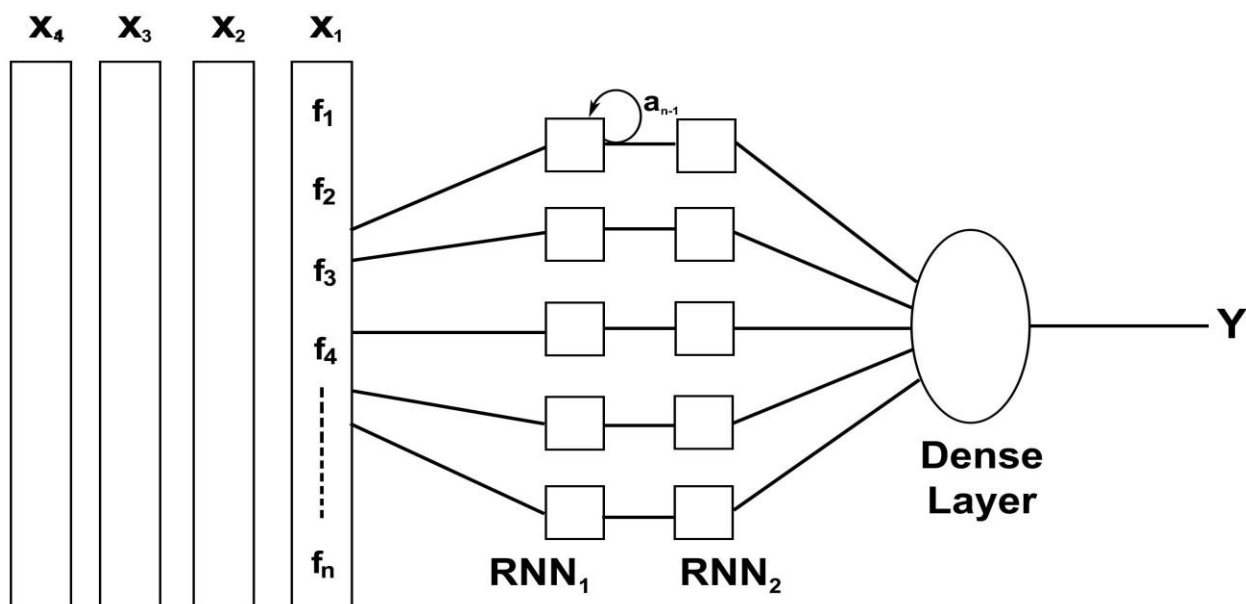 X₄ X₃ X₂ X₁
f₁
aₙ₋₁
f₂
f₃
f₄
Y
fₙ
Dense
Layer
RNN₁ RNN₂